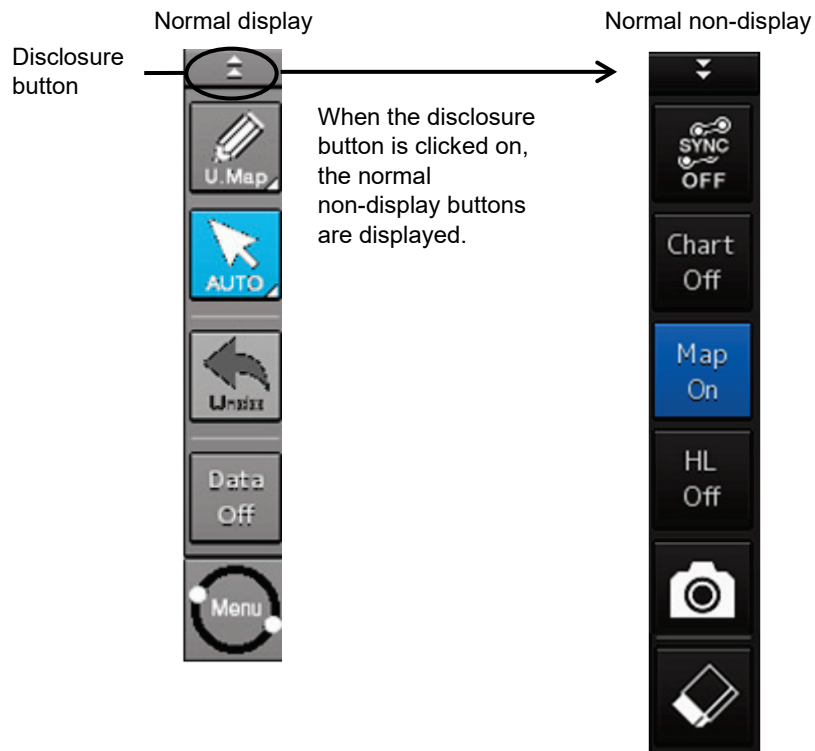 Normal display
Normal non-display
Disclosure
button
When the disclosure
button is clicked on,
the normal
non-display buttons
are displayed.
U.Map
AUTO
Data
Off
Menu
SYNC
OFF
Chart
Off
Map
On
HL
Off